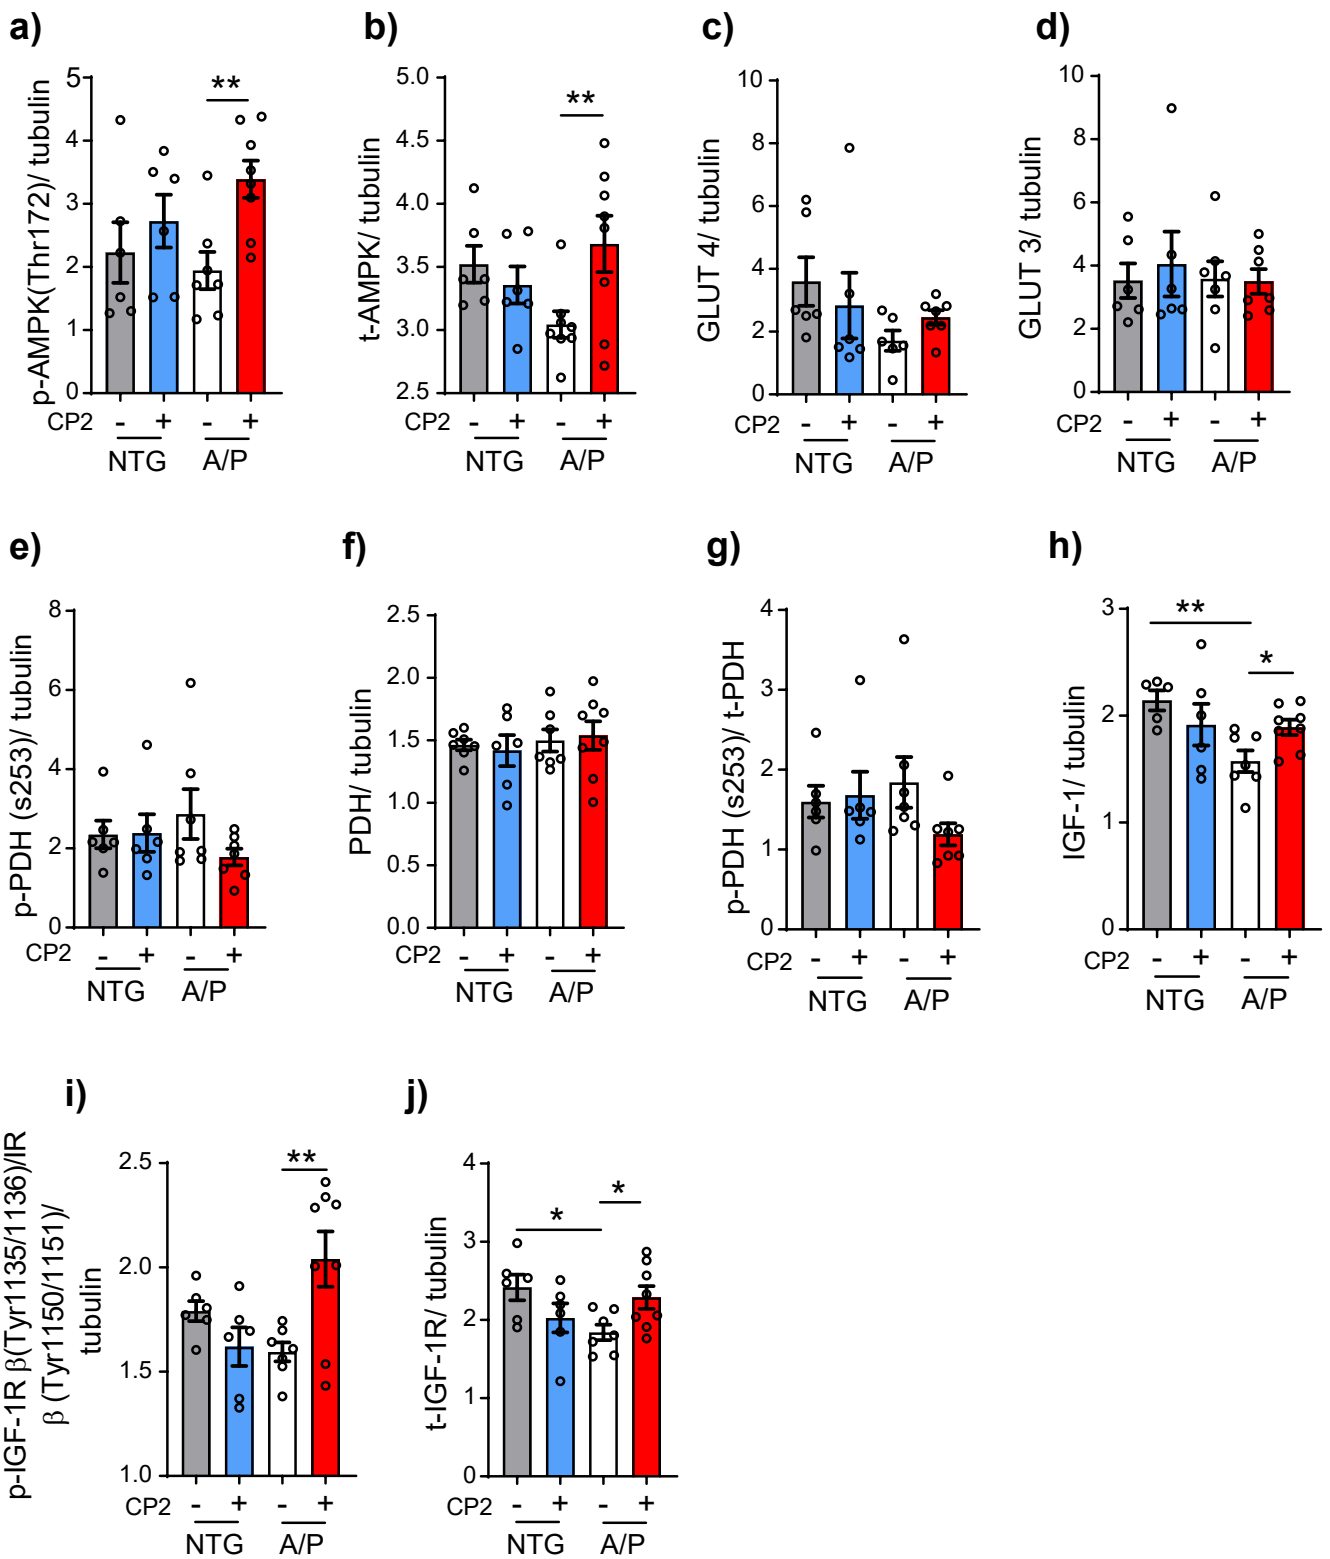 a)
p-AMPK(Thr172)/ tubulin
5
4
3
2
1
0
**
CP2 - + - +
NTG A/P
b)
t-AMPK/ tubulin
5.0
4.5
4.0
3.5
3.0
2.5
**
- + - +
CP2
NTG A/P
c)
GLUT 4/ tubulin
10
8
6
4
2
0
CP2 - + - +
NTG A/P
d)
GLUT 3/ tubulin
10
8
6
4
2
0
CP2 - + - +
NTG A/P
e)
p-PDH (s253)/ tubulin
8
6
4
2
0
CP2 - + - +
NTG A/P
f)
PDH/ tubulin
2.5
2.0
1.5
1.0
0.5
0.0
CP2 - + - +
NTG A/P
g)
p-PDH (s253)/ t-PDH
4
3
2
1
0
CP2 - + - +
NTG A/P
h)
IGF-1/ tubulin
3
2
1
0
**
*
CP2 - + - +
NTG A/P
i)
p-IGF-1R β(Tyr1135/1136)/IR
β (Tyr1150/1151)/
tubulin
2.5
2.0
1.5
1.0
**
CP2 - + - +
NTG A/P
j)
t-IGF-1R/ tubulin
4
3
2
1
0
*
*
CP2 - + - +
NTG A/P